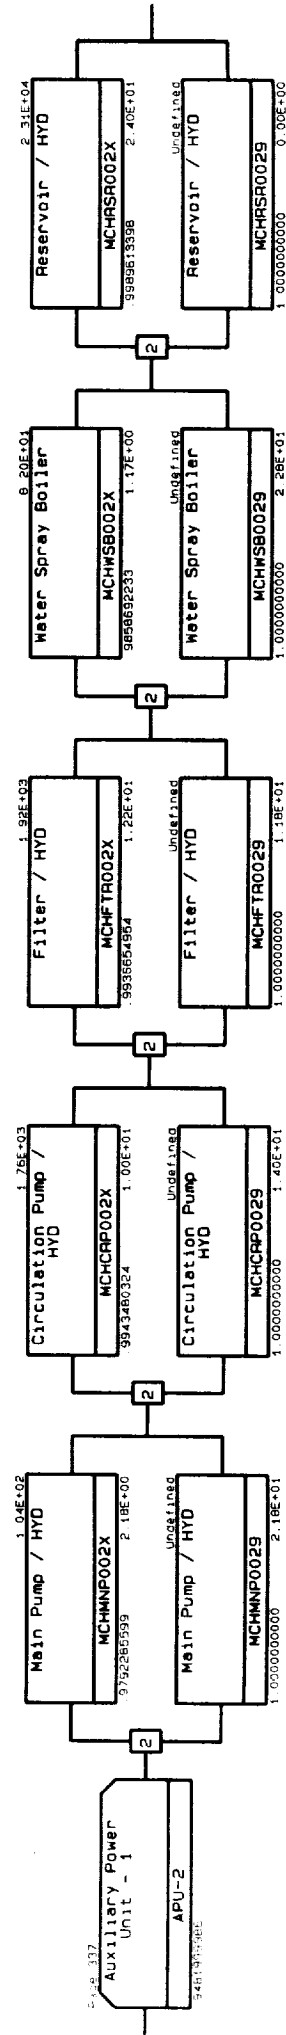 Page 337
Auxiliary Power
Unit - 1
APU-2
2
1.04E+02
Main Pump / HYD
MCHMNP002X
.9792265599 2.18E+00
Undefined
Main Pump / HYD
MCHMNP0029
1.0000000000 2.18E+01
2
1.76E+03
Circulation Pump /
HYD
MCHCRP002X
.9943480324 1.00E+01
Undefined
Circulation Pump /
HYD
MCHCRP0029
1.0000000000 1.40E+01
2
1.92E+03
Filter / HYD
MCHFTR002X
.9936654954 1.22E+01
Undefined
Filter / HYD
MCHFTR0029
1.0000000000 1.18E+01
2
8.20E+01
Water Spray Boiler
MCHWSB002X
9858692233 1.17E+00
Undefined
Water Spray Boiler
MCHWSB0029
1.0000000000 2.28E+01
2
2.31E+04
Reservoir / HYD
MCHRSR002X
.9989613398 2.40E+01
Undefined
Reservoir / HYD
MCHRSR0029
1 0000000000 0.00E+00